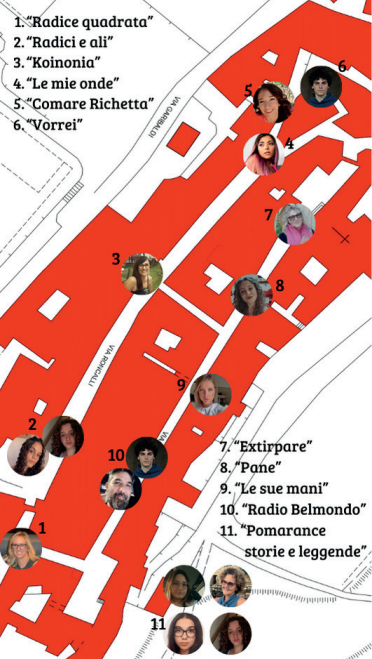 1. “Radice quadrata”
2. “Radici e ali”
3. “Koinonia”
4. “Le mie onde”
5. “Comare Richetta”
6. “Vorrei”
VIA GARIBALDI
6
5
4
7
3
8
VIA RONCALLI
9
2
VIA
10
7. “Extirpare”
8. “Pane”
9. “Le sue mani”
10. “Radio Belmondo”
11. “Pomarance
storie e leggende”
1
11